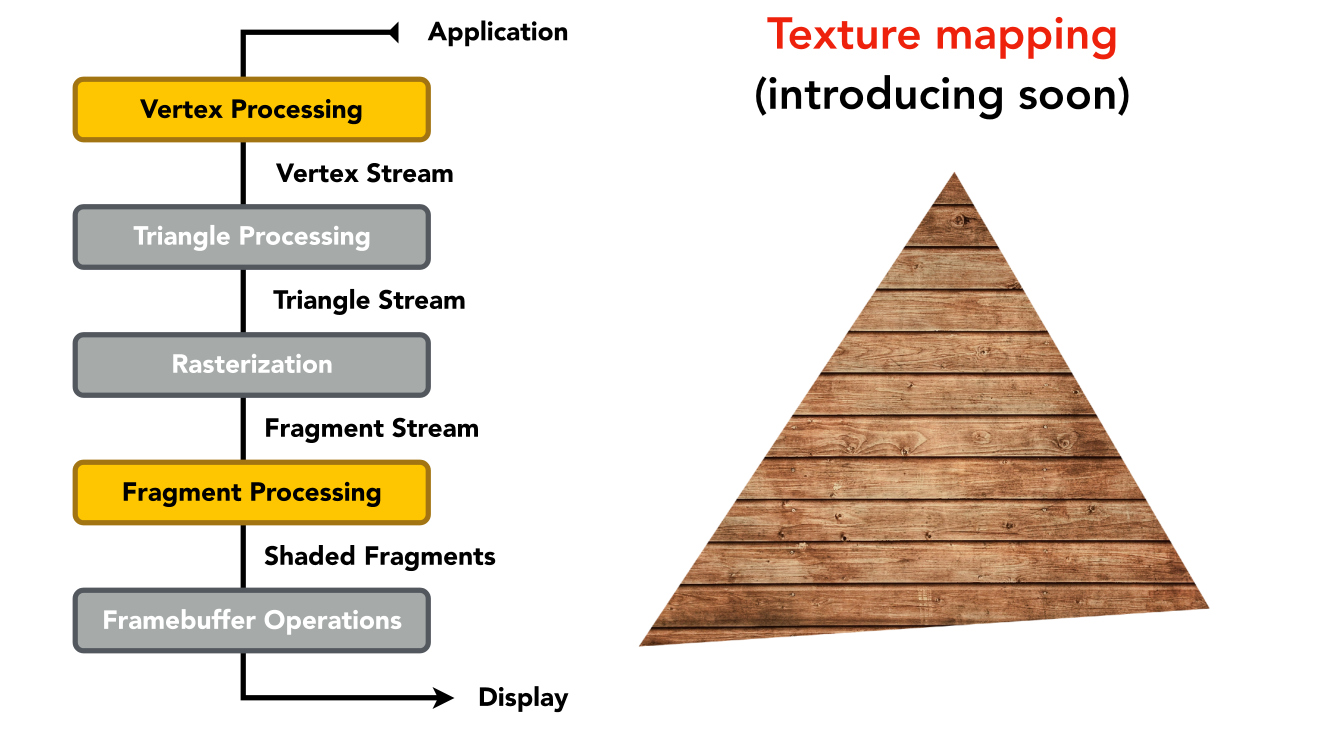 Application
Vertex Processing
Vertex Stream
Triangle Processing
Triangle Stream
Rasterization
Fragment Stream
Fragment Processing
Shaded Fragments
Framebuffer Operations
Display
Texture mapping
(introducing soon)